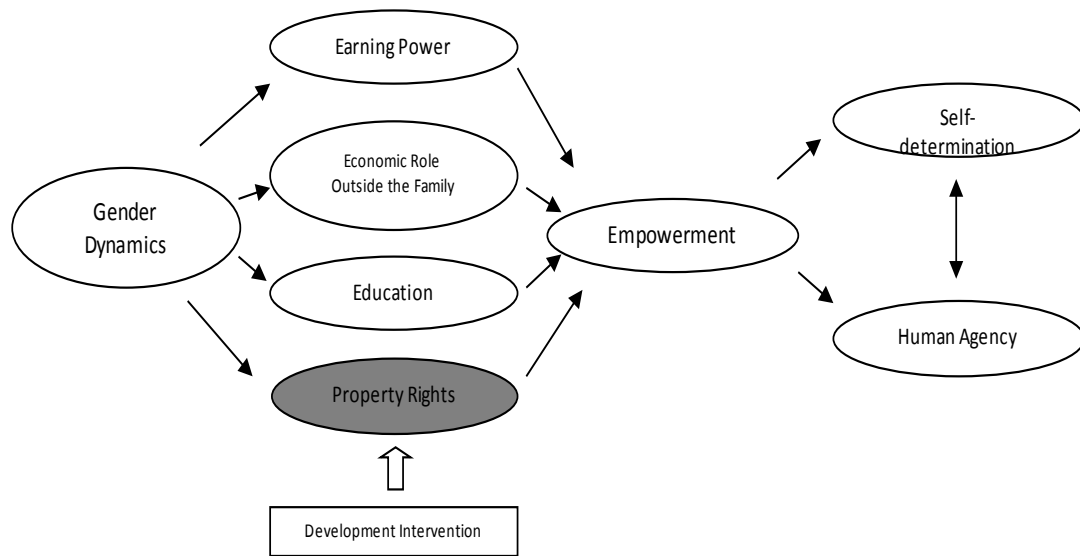 Earning Power
Self-
determination
Economic Role
Outside the Family
Gender
Dynamics
Empowerment
Education
Human Agency
Property Rights
Development Intervention